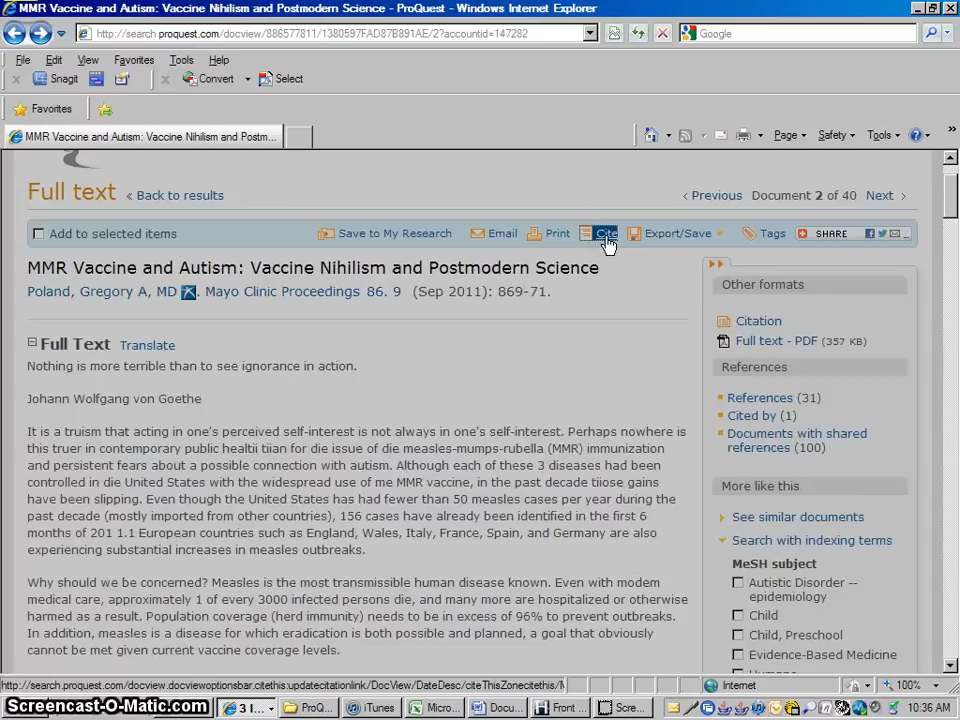 MMR Vaccine and Autism: Vaccine Nihilism and Postmodern Science - ProQuest - Windows Internet Explorer
http://search.proquest.com/docview/886577811/1380597FAD87B891AE/2?accountid=147282
Google
File Edit View Favorites Tools Help
Snagit Convert Select
Favorites
MMR Vaccine and Autism: Vaccine Nihilism and Postm...
Page Safety Tools
Full text « Back to results
< Previous Document 2 of 40 Next >
Add to selected items Save to My Research Email Print Cite Export/Save Tags SHARE
MMR Vaccine and Autism: Vaccine Nihilism and Postmodern Science
Poland, Gregory A, MD. Mayo Clinic Proceedings 86. 9 (Sep 2011): 869-71.
Full Text Translate
Nothing is more terrible than to see ignorance in action.
Johann Wolfgang von Goethe
It is a truism that acting in one's perceived self-interest is not always in one's self-interest. Perhaps nowhere is
this truer in contemporary public healtii tiian for die issue of die measles-mumps-rubella (MMR) immunization
and persistent fears about a possible connection with autism. Although each of these 3 diseases had been
controlled in die United States with the widespread use of me MMR vaccine, in the past decade tiiose gains
have been slipping. Even though the United States has had fewer than 50 measles cases per year during the
past decade (mostly imported from other countries), 156 cases have already been identified in the first 6
months of 201 1.1 European countries such as England, Wales, Italy, France, Spain, and Germany are also
experiencing substantial increases in measles outbreaks.
Why should we be concerned? Measles is the most transmissible human disease known. Even with modem
medical care, approximately 1 of every 3000 infected persons die, and many more are hospitalized or otherwise
harmed as a result. Population coverage (herd immunity) needs to be in excess of 96% to prevent outbreaks.
In addition, measles is a disease for which eradication is both possible and planned, a goal that obviously
cannot be met given current vaccine coverage levels.
Other formats
Citation
Full text - PDF (357 KB)
References
References (31)
Cited by (1)
Documents with shared
references (100)
More like this
See similar documents
Search with indexing terms
MeSH subject
Autistic Disorder --
epidemiology
Child
Child, Preschool
Evidence-Based Medicine
http://search.proquest.com/docview.docviewoptionsbar.citethis:updatecitationlink/DocView/DateDesc/citeThisZonecitethis/
Internet 100%
Screencast-O-Matic.com
3 I... ProQ... iTunes Micro... Docu... Front ... Scre... 10:36 AM